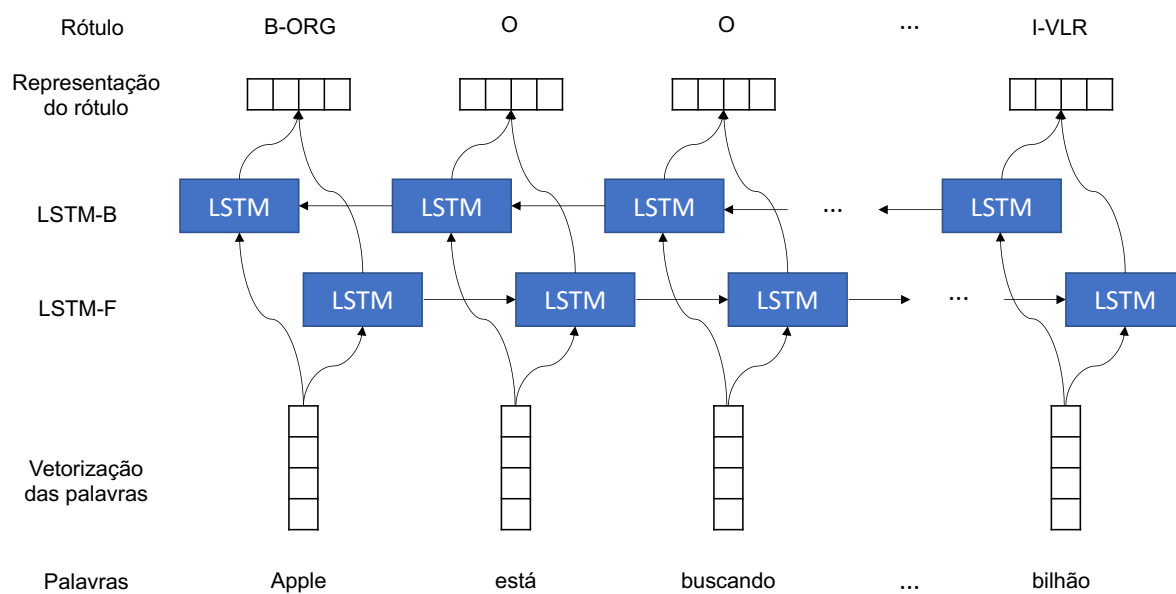 Rótulo B-ORG O O ... I-VLR
Representação
do rótulo
LSTM-B LSTM LSTM LSTM ... LSTM
LSTM-F LSTM LSTM LSTM ... LSTM
Vetorização
das palavras
Palavras Apple está buscando ... bilhão